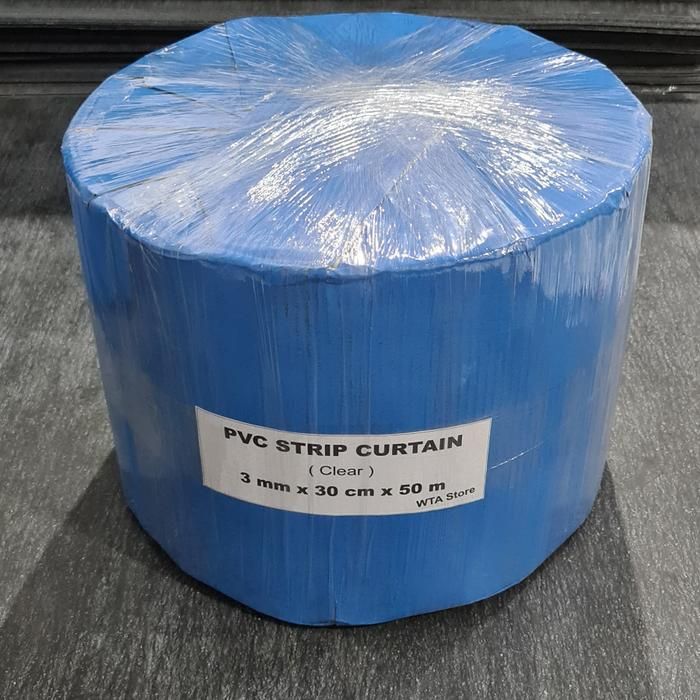 PVC STRIP CURTAIN
( Clear )
3 mm x 30 cm x 50 m
WTA Store